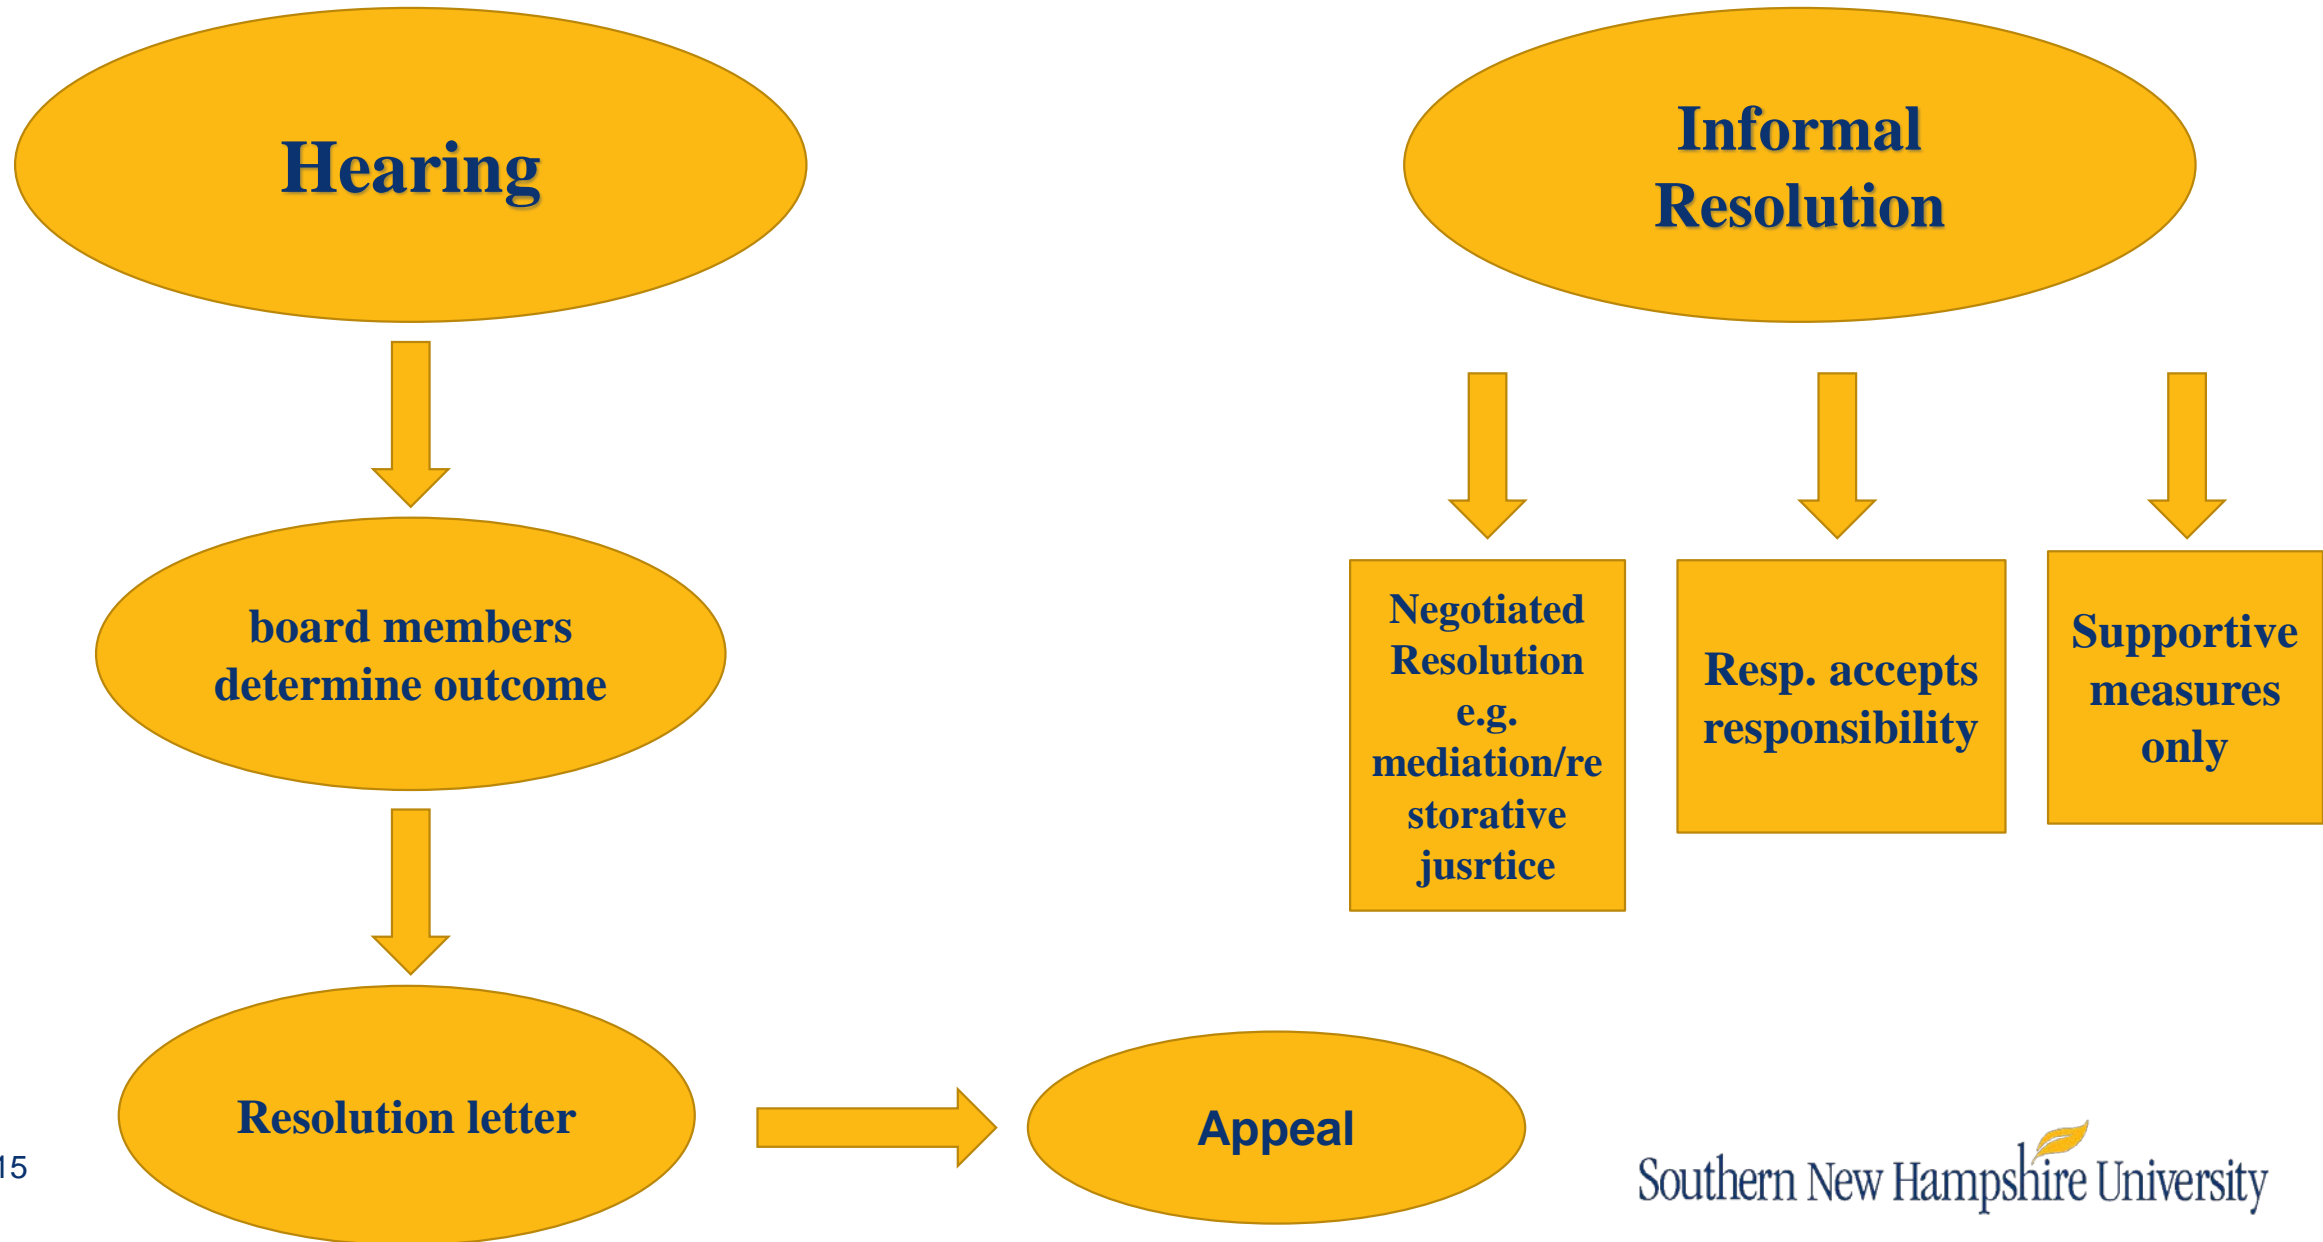 Hearing
board members
determine outcome
Resolution letter
Appeal
Informal
Resolution
Negotiated
Resolution
e.g.
mediation/re
storative
jusrtice
Resp. accepts
responsibility
Supportive
measures
only
15
Southern New Hampshire University